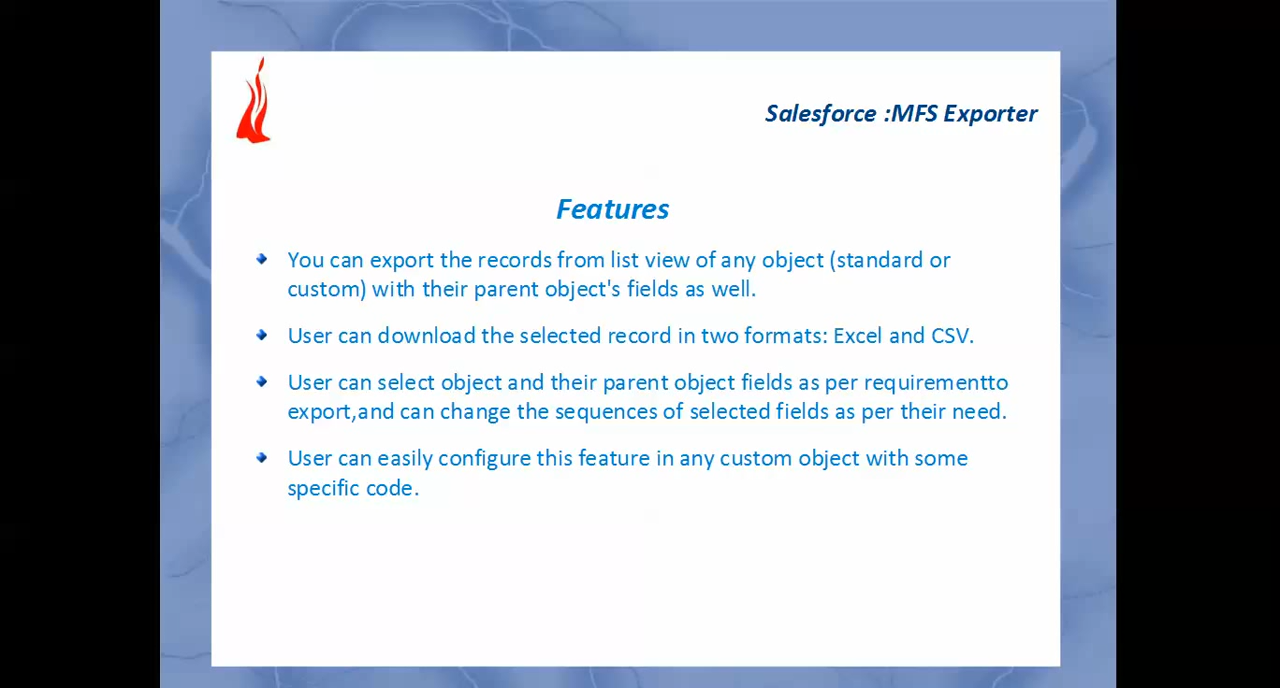 Salesforce :MFS Exporter
Features
You can export the records from list view of any object (standard or
custom) with their parent object's fields as well.
User can download the selected record in two formats: Excel and CSV.
User can select object and their parent object fields as per requirementto
export,and can change the sequences of selected fields as per their need.
User can easily configure this feature in any custom object with some
specific code.